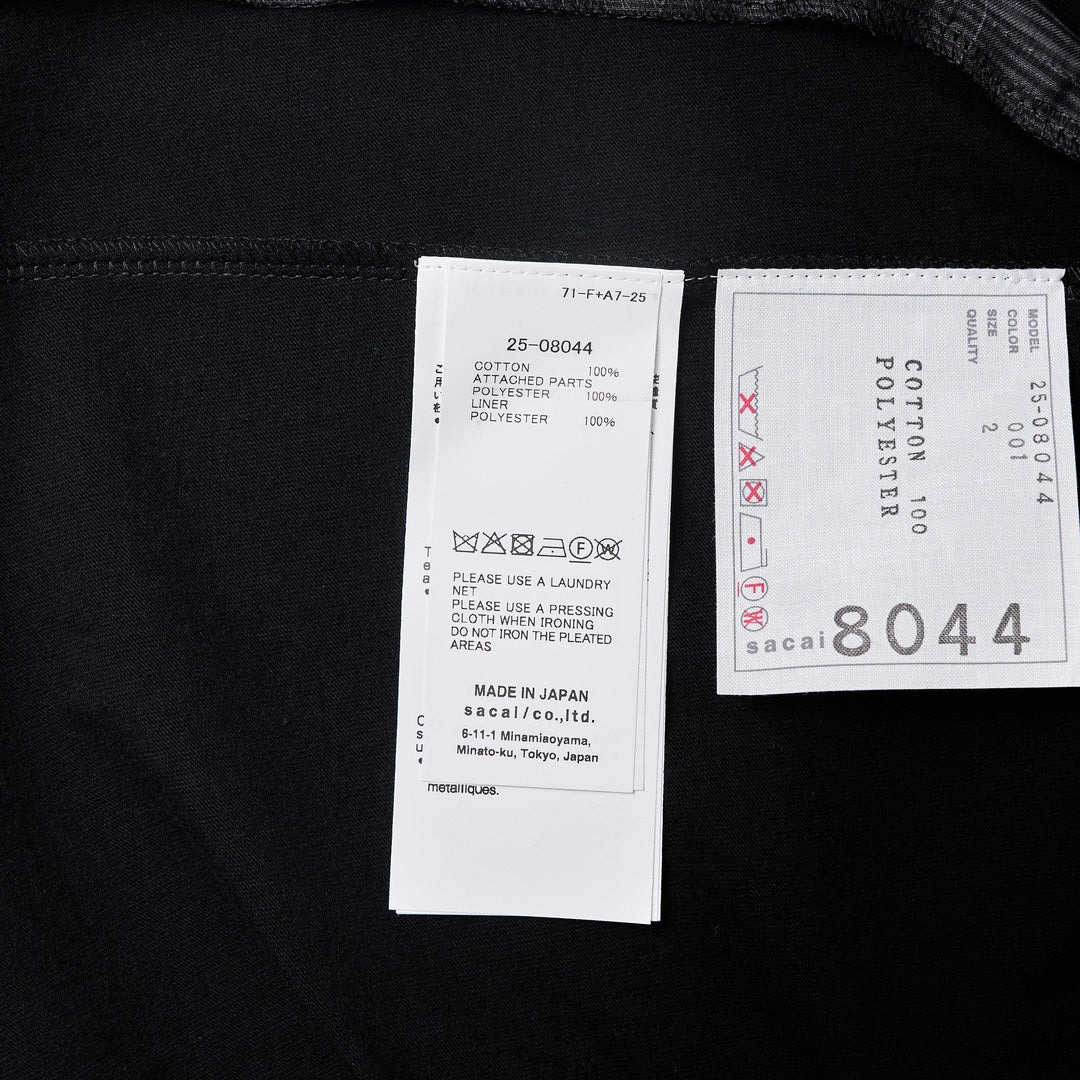 71-F+A7-25
25-08044
COTTON 100%
ATTACHED PARTS
POLYESTER 100%
LINER
POLYESTER 100%
F W
PLEASE USE A LAUNDRY
NET
PLEASE USE A PRESSING
CLOTH WHEN IRONING
DO NOT IRON THE PLEATED
AREAS
MADE IN JAPAN
sacai/co.,ltd.
6-11-1 Minamiaoyama,
Minato-ku, Tokyo, Japan
metalliques.
MODEL 25-08044
COLOR 001
SIZE 2
QUALITY
COTTON 100
POLYESTER
F W
sacai 8044